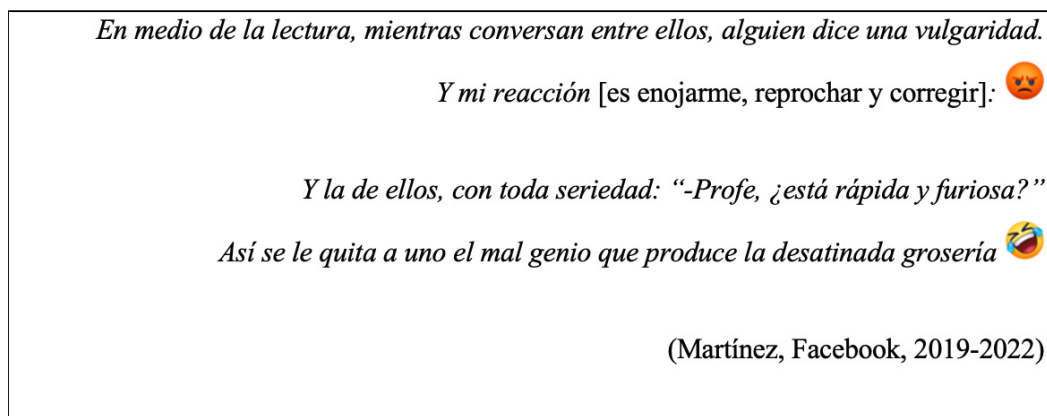 En medio de la lectura, mientras conversan entre ellos, alguien dice una vulgaridad.
Y mi reacción [es enojarme, reprochar y corregir]: 😡
Y la de ellos, con toda seriedad: “-Profe, ¿está rápida y furiosa?”
Así se le quita a uno el mal genio que produce la desatinada grosería 🤣
(Martínez, Facebook, 2019-2022)